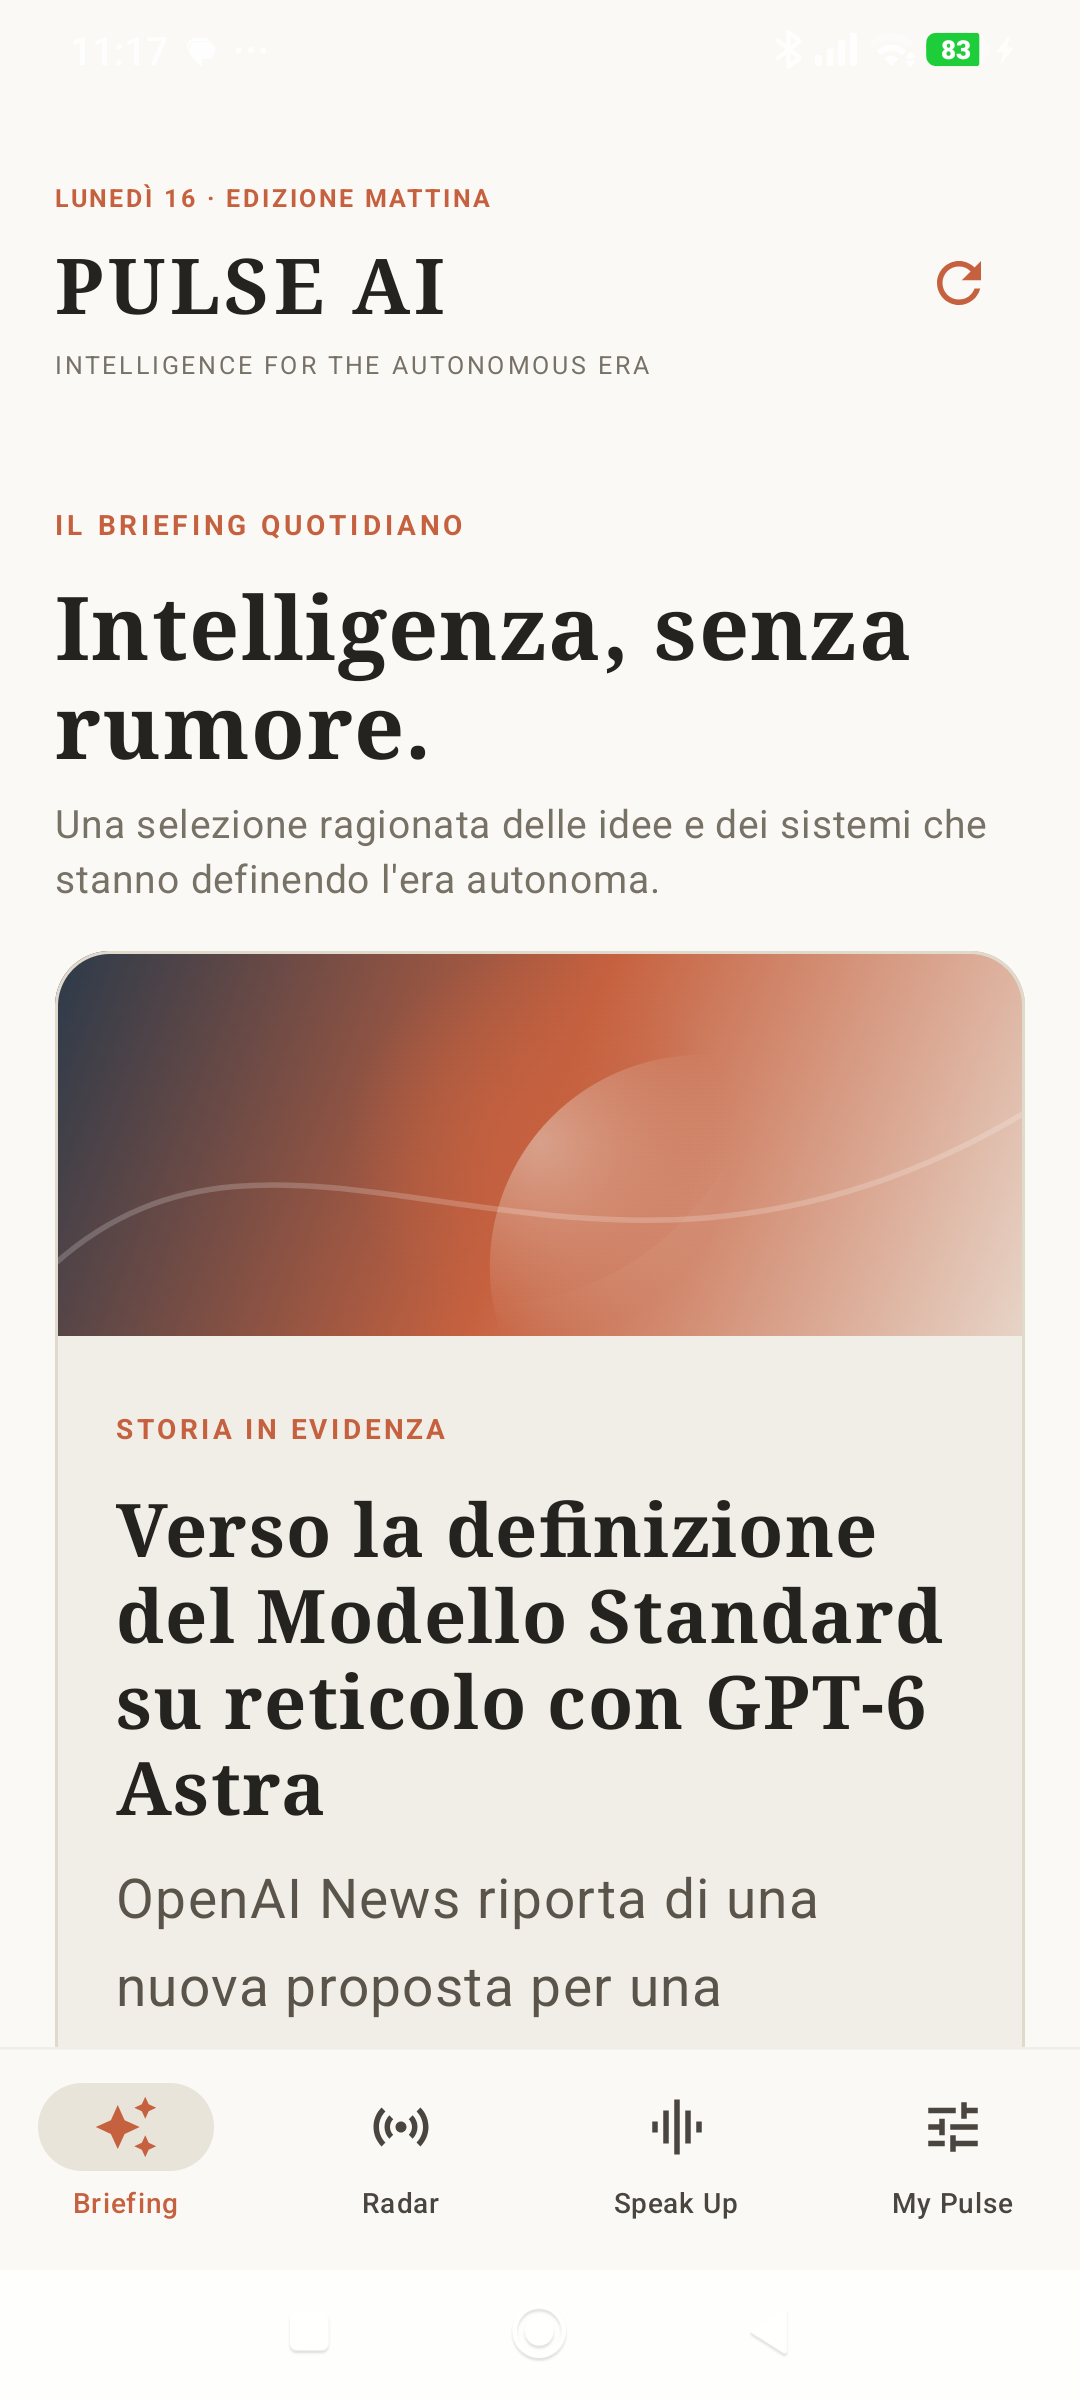 11:17
83
LUNEDÌ 16 · EDIZIONE MATTINA
PULSE AI
INTELLIGENCE FOR THE AUTONOMOUS ERA
IL BRIEFING QUOTIDIANO
Intelligenza, senza
rumore.
Una selezione ragionata delle idee e dei sistemi che
stanno definendo l'era autonoma.
STORIA IN EVIDENZA
Verso la definizione
del Modello Standard
su reticolo con GPT-6
Astra
OpenAI News riporta di una
nuova proposta per una
Briefing
Radar
Speak Up
My Pulse